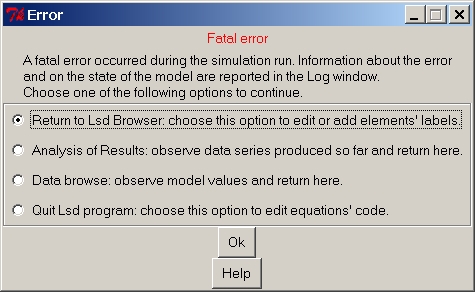 Error
Fatal error
A fatal error occurred during the simulation run. Information about the error
and on the state of the model are reported in the Log window.
Choose one of the following options to continue.
Return to Lsd Browser: choose this option to edit or add elements' labels.
Analysis of Results: observe data series produced so far and return here.
Data browse: observe model values and return here.
Quit Lsd program: choose this option to edit equations' code.
Ok
Help